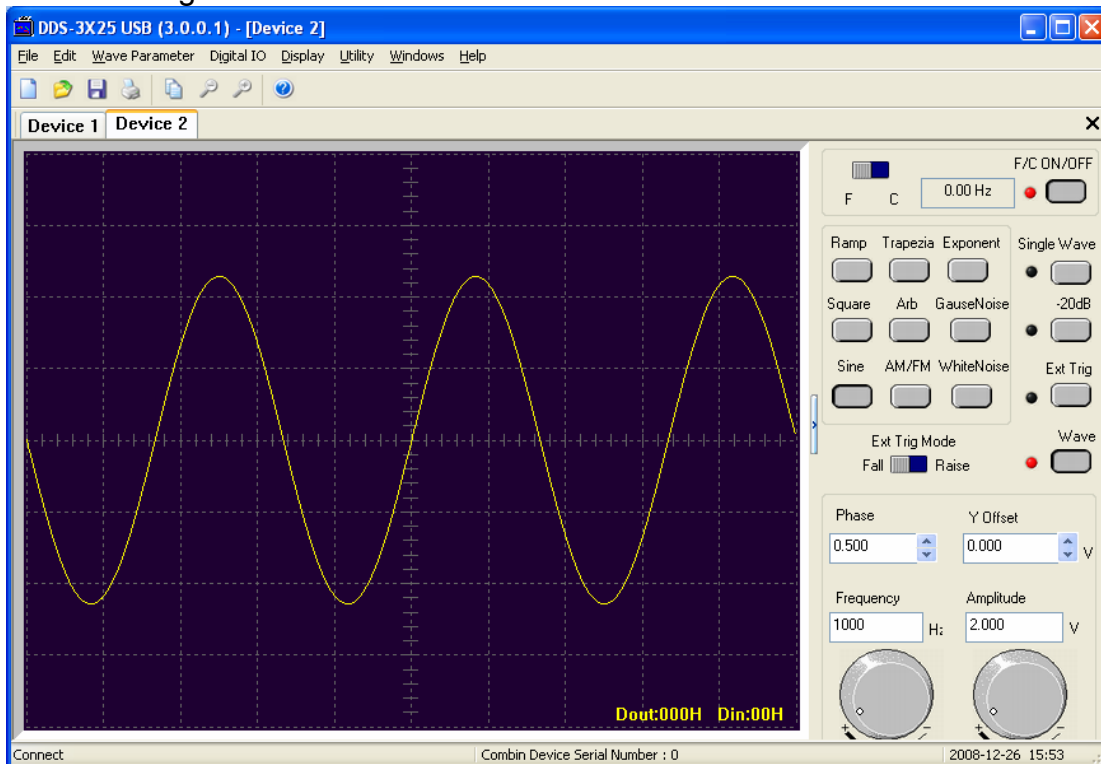 DDS-3X25 USB (3.0.0.1) - [Device 2]
File Edit Wave Parameter Digital IO Display Utility Windows Help
Device 1 Device 2
F/C ON/OFF
F C 0.00 Hz
Ramp Trapezia Exponent Single Wave
Square Arb GauseNoise -20dB
Sine AM/FM WhiteNoise Ext Trig
Ext Trig Mode Wave
Fall Raise
Phase Y Offset
0.500 0.000 V
Frequency Amplitude
1000 Hz 2.000 V
Dout:000H Din:00H
+ - + -
Connect Combin Device Serial Number : 0 2008-12-26 15:53